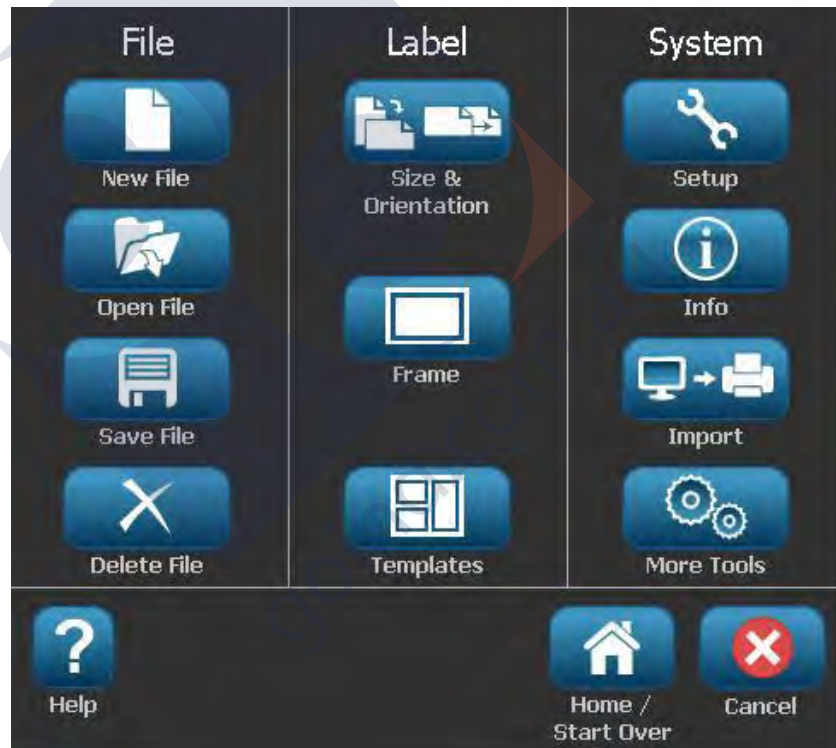 File
New File
Open File
Save File
Delete File
Label
Size &
Orientation
Frame
Templates
System
Setup
Info
Import
More Tools
Help
Home /
Start Over
Cancel